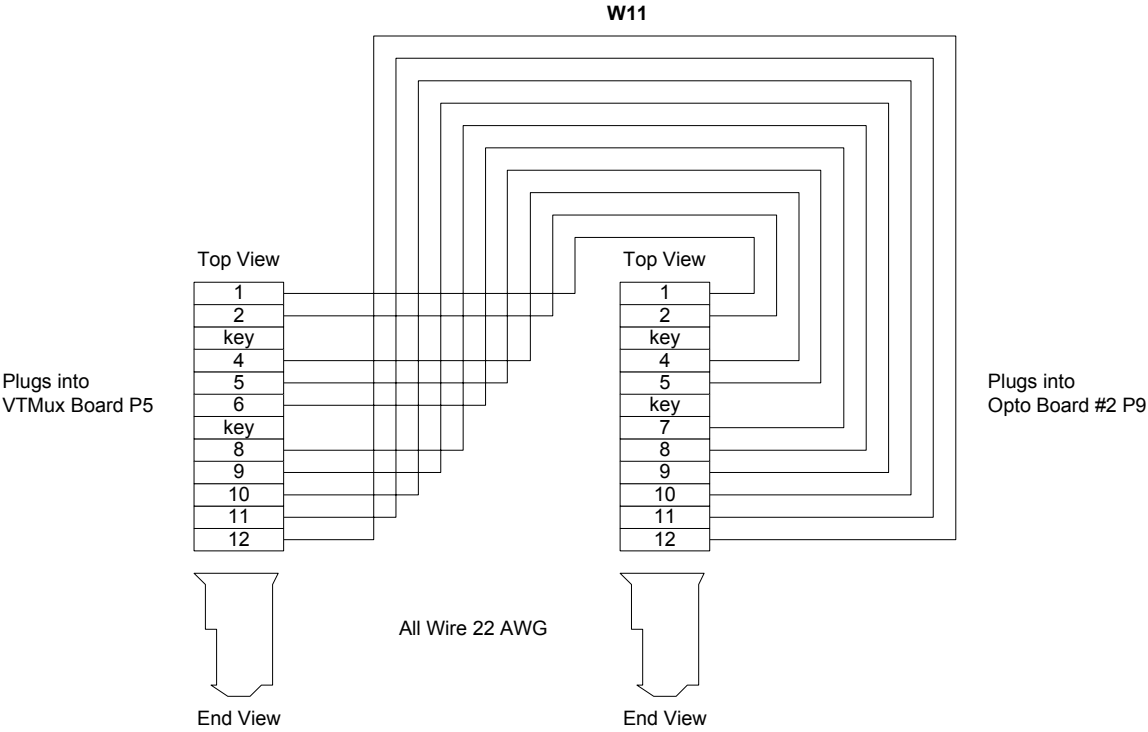 W11
Top View
1
2
key
4
5
6
key
8
9
10
11
12
Plugs into
VTMux Board P5
End View
All Wire 22 AWG
Top View
1
2
key
4
5
key
7
8
9
10
11
12
Plugs into
Opto Board #2 P9
End View